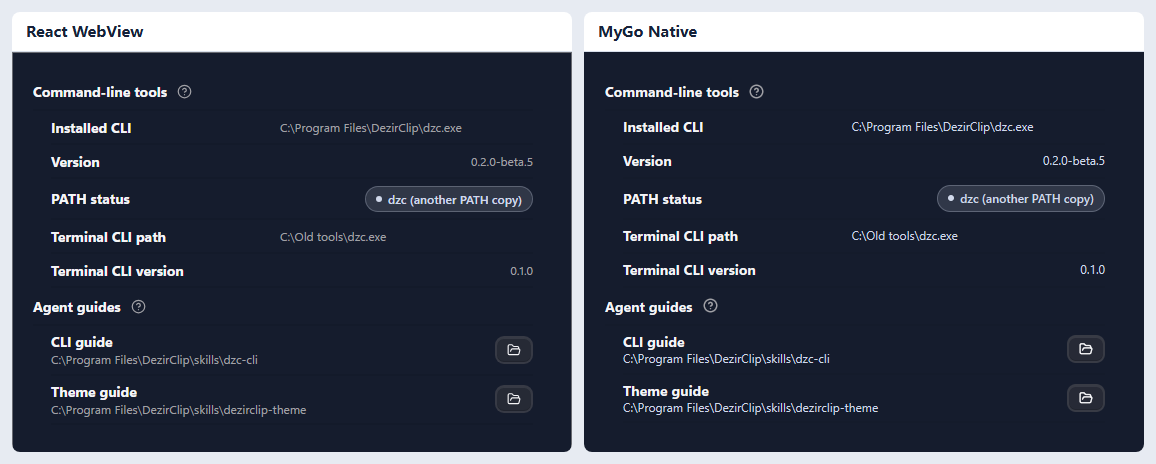 React WebView
Command-line tools
Installed CLI C:\Program Files\DezirClip\dzc.exe
Version 0.2.0-beta.5
PATH status dzc (another PATH copy)
Terminal CLI path C:\Old tools\dzc.exe
Terminal CLI version 0.1.0
Agent guides
CLI guide
C:\Program Files\DezirClip\skills\dzc-cli
Theme guide
C:\Program Files\DezirClip\skills\dezirclip-theme
MyGo Native
Command-line tools
Installed CLI C:\Program Files\DezirClip\dzc.exe
Version 0.2.0-beta.5
PATH status dzc (another PATH copy)
Terminal CLI path C:\Old tools\dzc.exe
Terminal CLI version 0.1.0
Agent guides
CLI guide
C:\Program Files\DezirClip\skills\dzc-cli
Theme guide
C:\Program Files\DezirClip\skills\dezirclip-theme